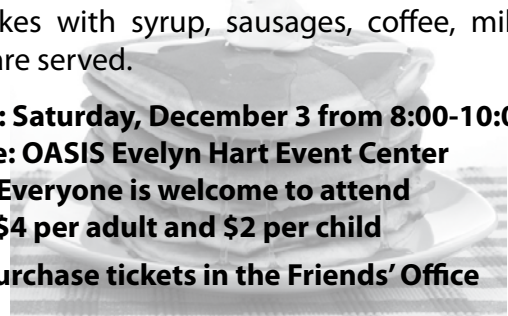 kes with syrup, sausages, coffee, mil
are served.
: Saturday, December 3 from 8:00-10:0
e: OASIS Evelyn Hart Event Center
Everyone is welcome to attend
$4 per adult and $2 per child
urchase tickets in the Friends’ Office